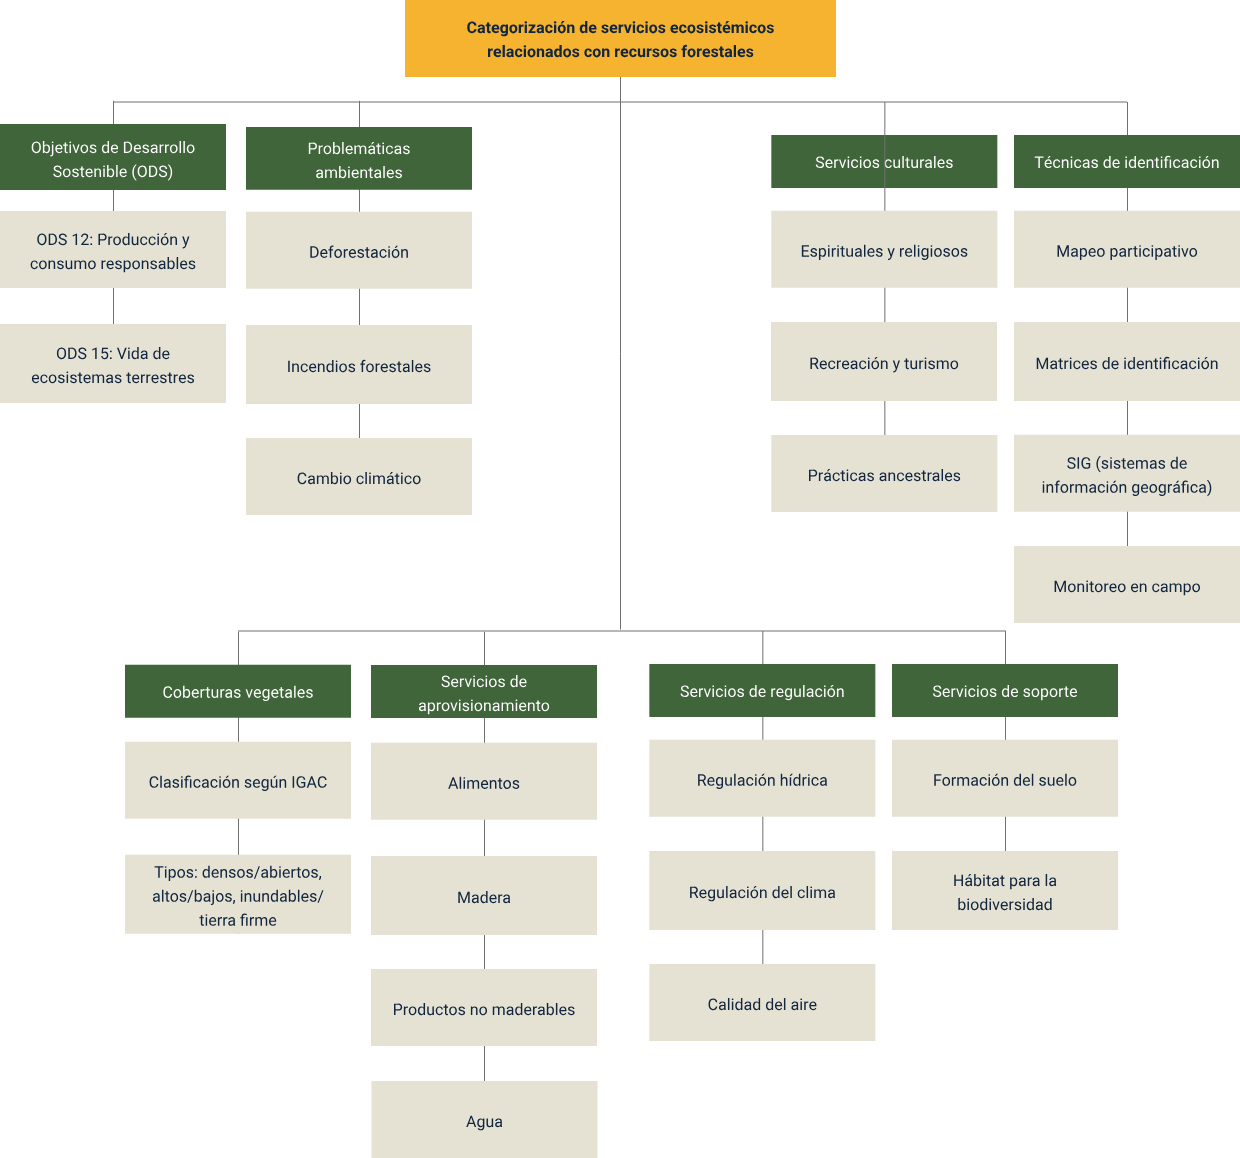 Categorización de servicios ecosistémicos
relacionados con recursos forestales
Objetivos de Desarrollo
Sostenible (ODS)
ODS 12: Producción y
consumo responsables
ODS 15: Vida de
ecosistemas terrestres
Problemáticas
ambientales
Deforestación
Incendios forestales
Cambio climático
Servicios culturales
Espirituales y religiosos
Recreación y turismo
Prácticas ancestrales
Técnicas de identificación
Mapeo participativo
Matrices de identificación
SIG (sistemas de
información geográfica)
Monitoreo en campo
Coberturas vegetales
Clasificación según IGAC
Tipos: densos/abiertos,
altos/bajos, inundables/
tierra firme
Servicios de
aprovisionamiento
Alimentos
Madera
Productos no maderables
Agua
Servicios de regulación
Regulación hídrica
Regulación del clima
Calidad del aire
Servicios de soporte
Formación del suelo
Hábitat para la
biodiversidad